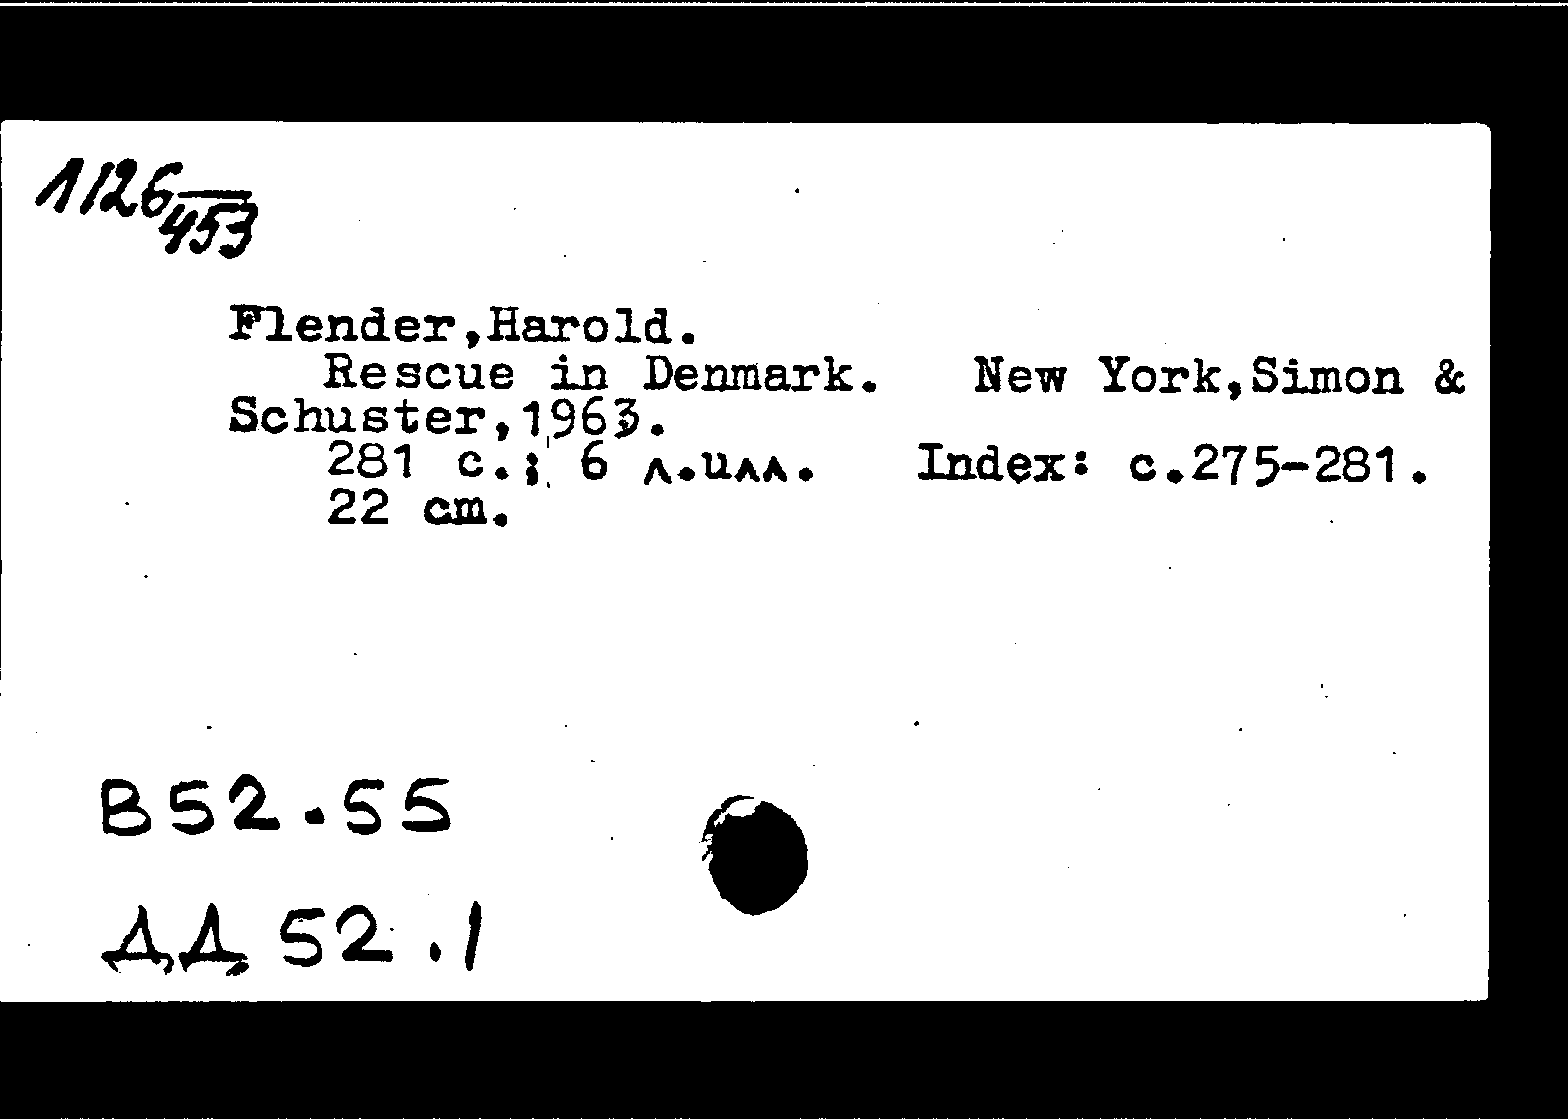 1126
453
Flender,Harold.
Rescue in Denmark. New York,Simon &
Schuster,1963.
281 с.; 6 л.илл. Index: c.275-281.
22 cm.
В52.55
ДД 52.1